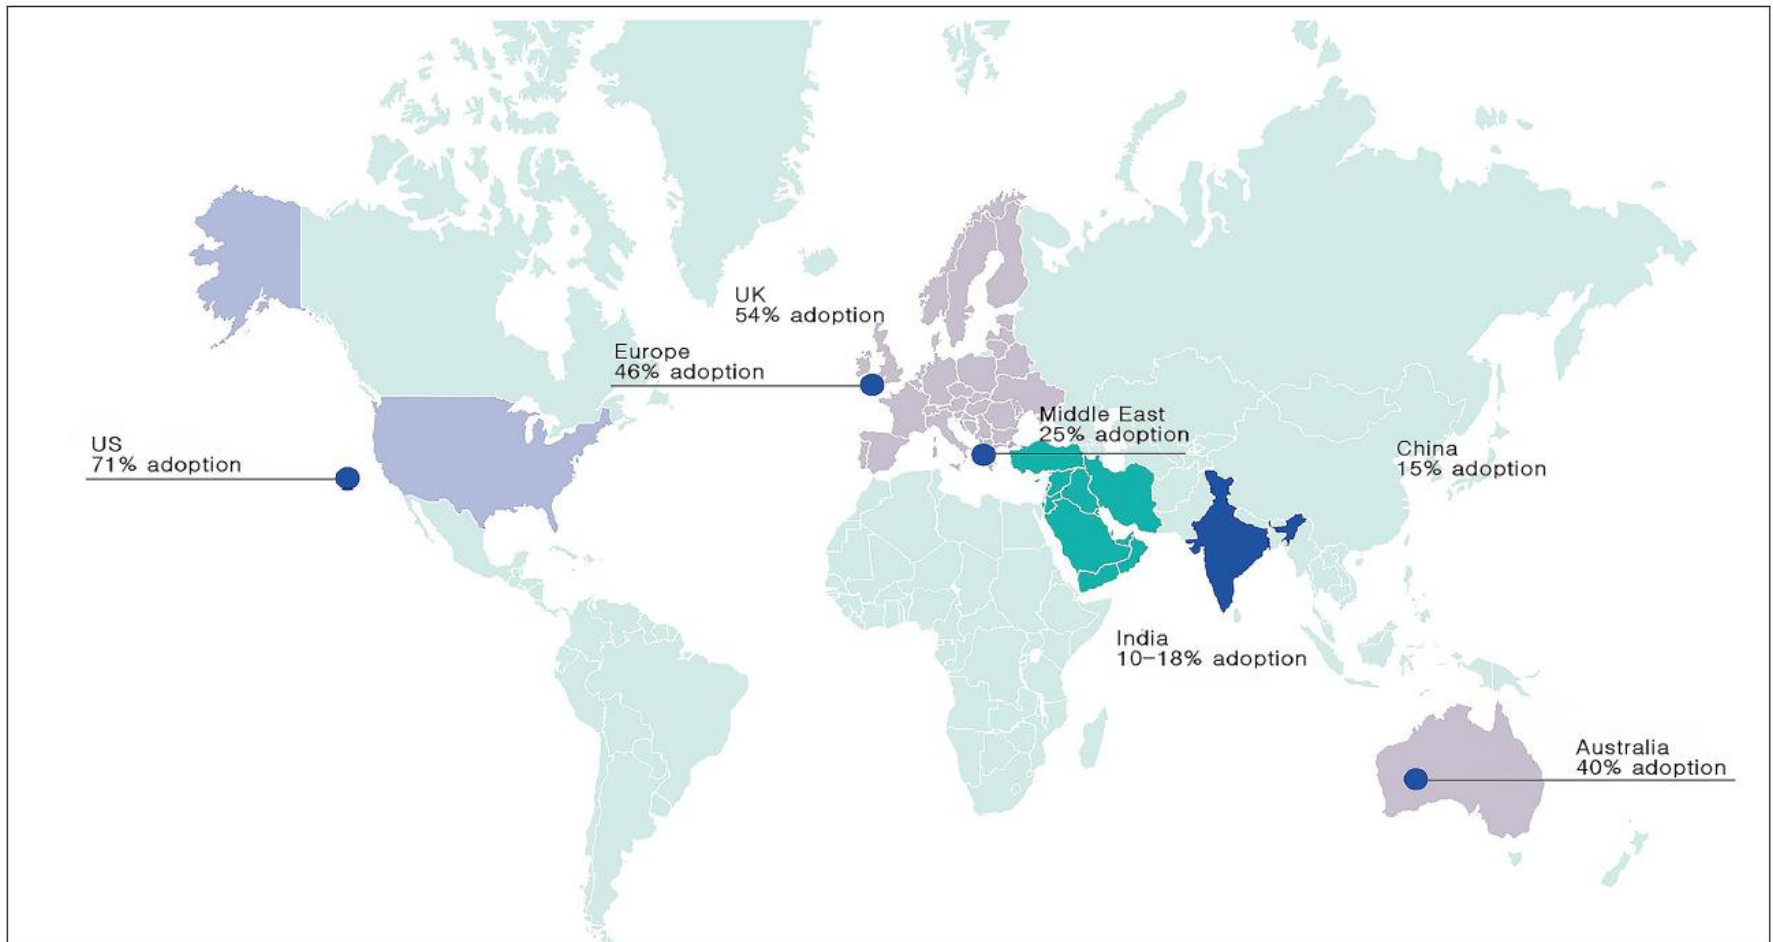 UK
54% adoption
Europe
46% adoption
Middle East
25% adoption
US
71% adoption
China
15% adoption
India
10–18% adoption
Australia
40% adoption